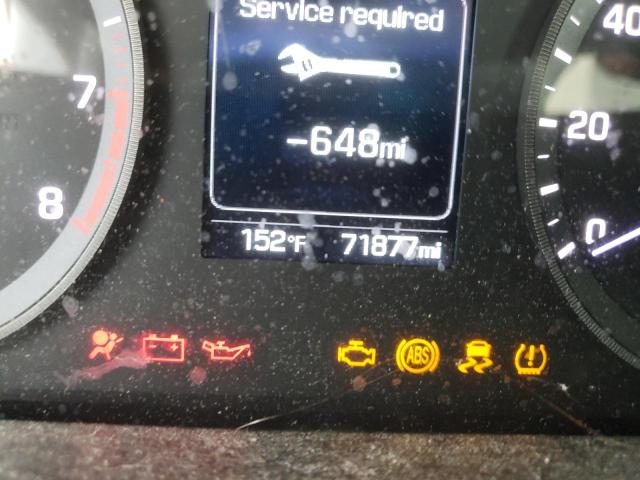 Service required
-648mi
152°F 71877mi
7
8
40
20
0
ABS